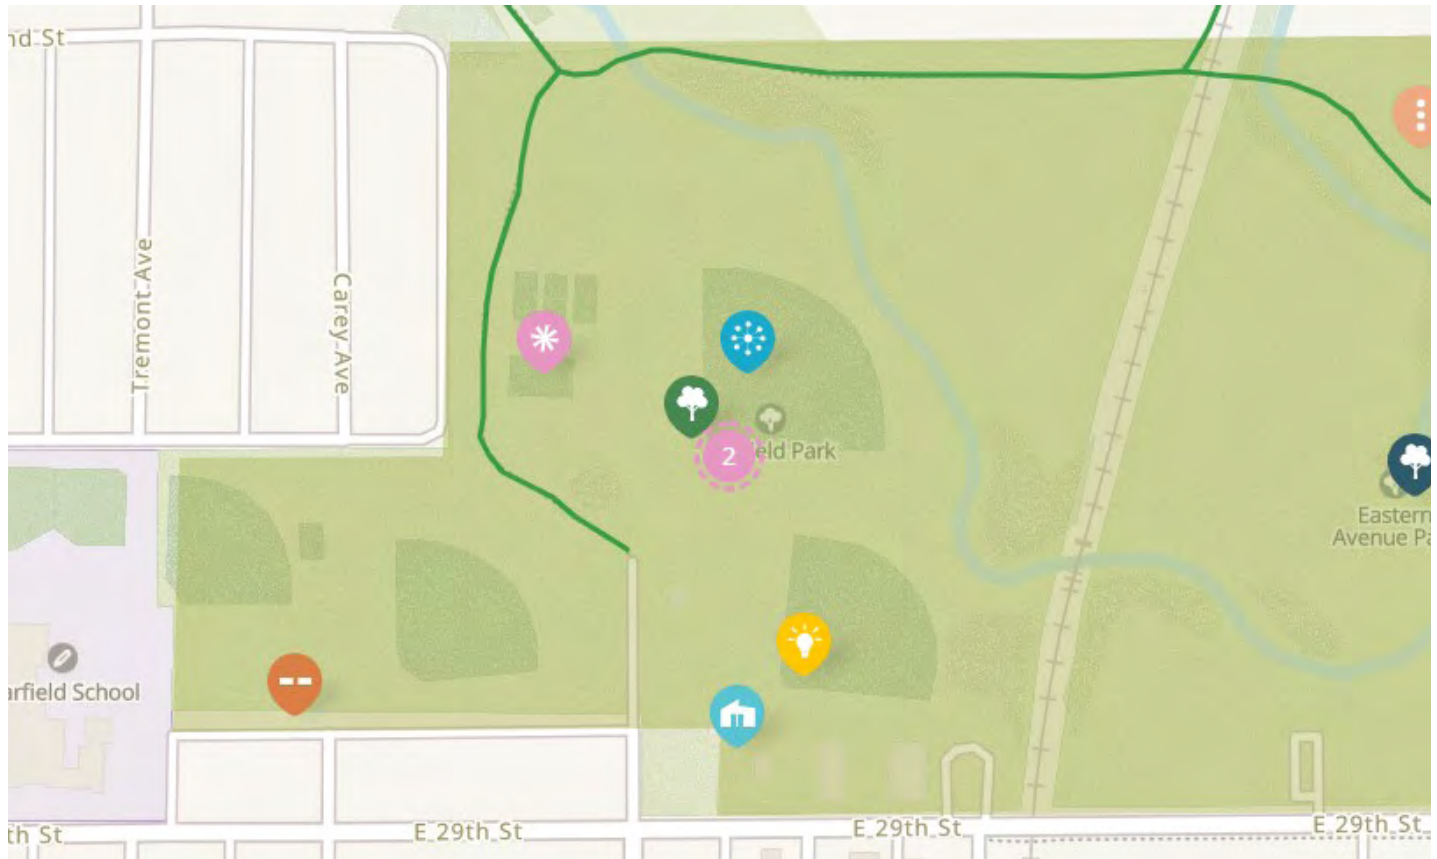 nd St
Tremont Ave
Carey Ave
2
eld Park
Eastern
Avenue Pa
arfield School
th St
E 29th St
E 29th St
E 29th St